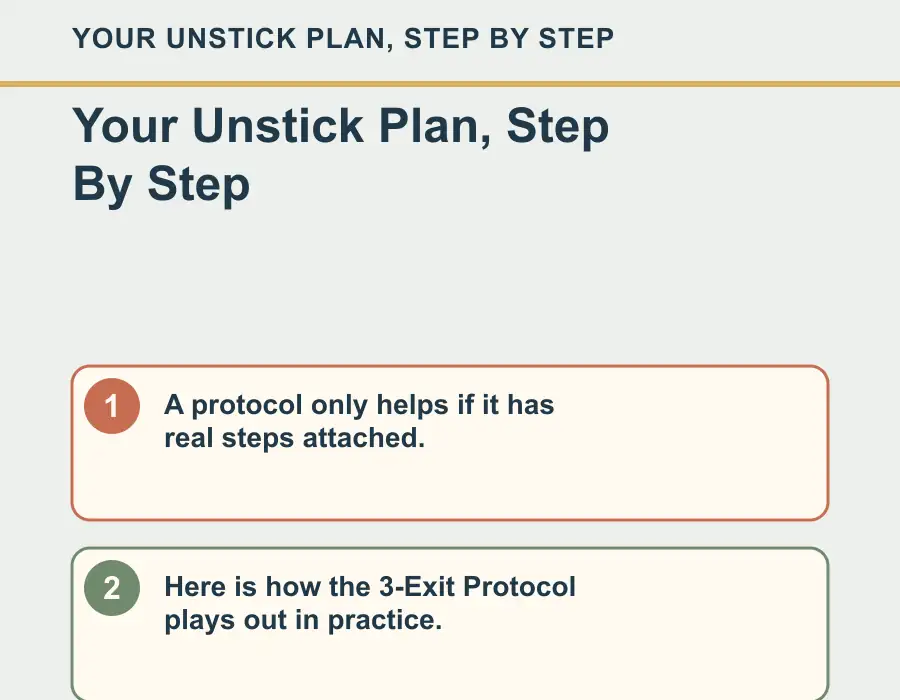 YOUR UNSTICK PLAN, STEP BY STEP
Your Unstick Plan, Step
By Step
1
A protocol only helps if it has
real steps attached.
2
Here is how the 3-Exit Protocol
plays out in practice.